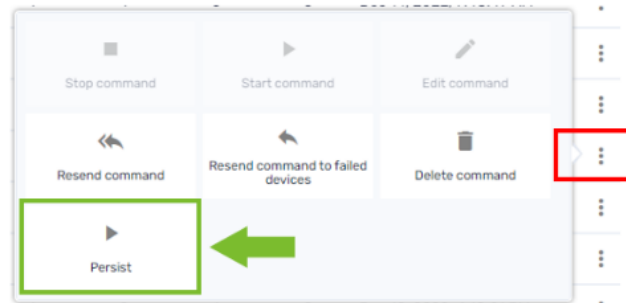 Stop command
Start command
Edit command
Resend command
Resend command to failed
devices
Delete command
Persist